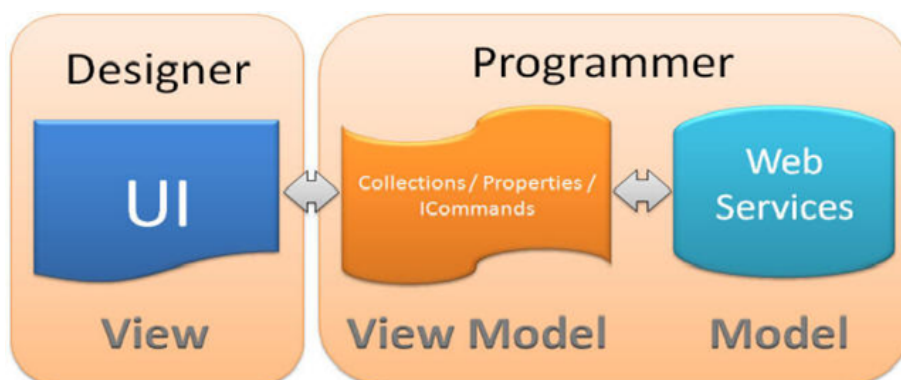 Designer
Programmer
UI
Collections / Properties /
ICommands
Web
Services
View
View Model
Model